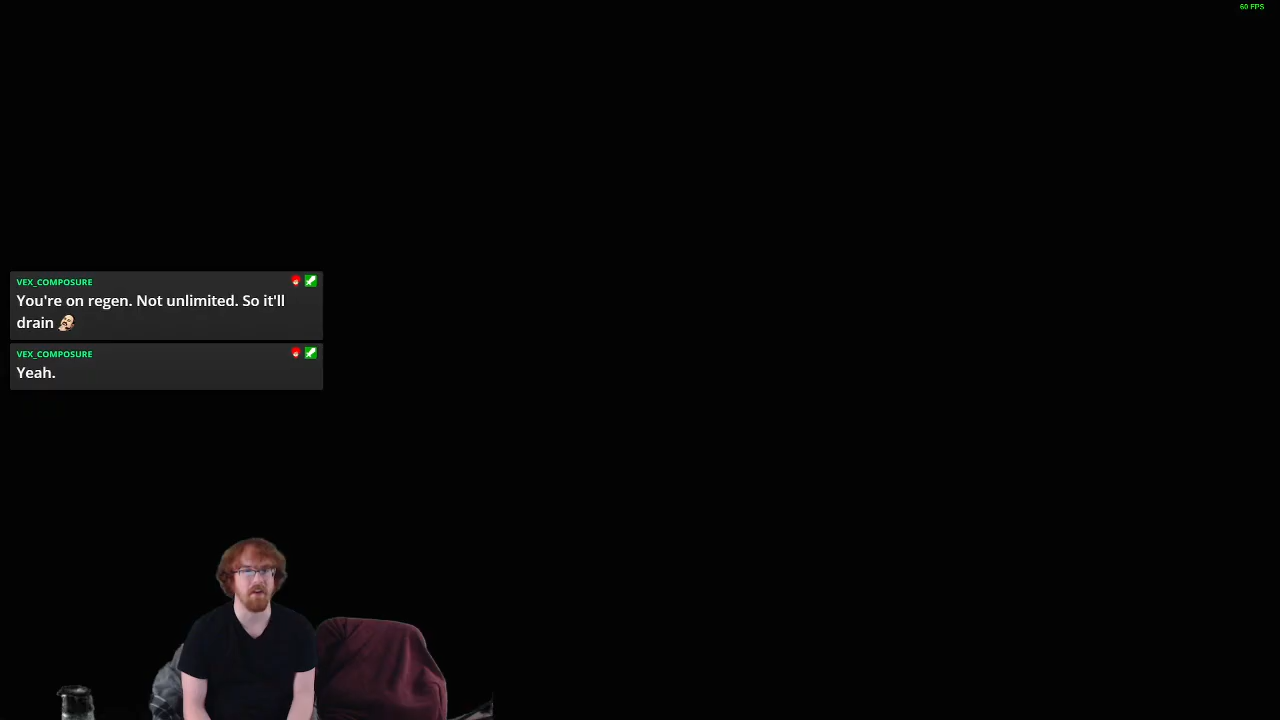 60 FPS
VEX_COMPOSURE
You're on regen. Not unlimited. So it'll
drain
VEX_COMPOSURE
Yeah.